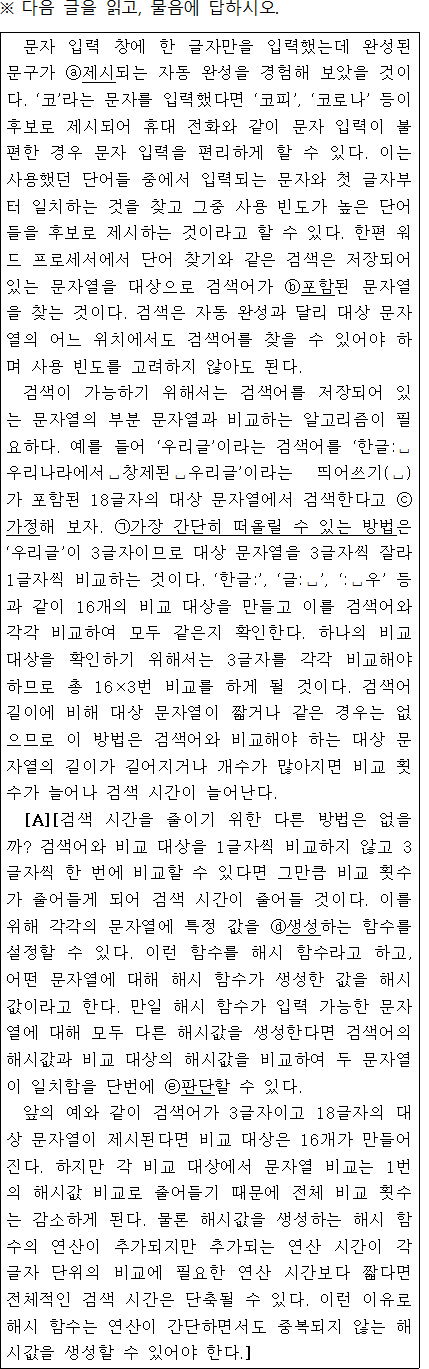 ※ 다음 글을 읽고, 물음에 답하시오.
문자 입력 창에 한 글자만을 입력했는데 완성된
문구가 ⓐ제시되는 자동 완성을 경험해 보았을 것이
다. ‘코’라는 문자를 입력했다면 ‘코피’, ‘코로나’ 등이
후보로 제시되어 휴대 전화와 같이 문자 입력이 불
편한 경우 문자 입력을 편리하게 할 수 있다. 이는
사용했던 단어들 중에서 입력되는 문자와 첫 글자부
터 일치하는 것을 찾고 그중 사용 빈도가 높은 단어
들을 후보로 제시하는 것이라고 할 수 있다. 한편 워
드 프로세서에서 단어 찾기와 같은 검색은 저장되어
있는 문자열을 대상으로 검색어가 ⓑ포함된 문자열
을 찾는 것이다. 검색은 자동 완성과 달리 대상 문자
열의 어느 위치에서도 검색어를 찾을 수 있어야 하
며 사용 빈도를 고려하지 않아도 된다.
검색이 가능하기 위해서는 검색어를 저장되어 있
는 문자열의 부분 문자열과 비교하는 알고리즘이 필
요하다. 예를 들어 ‘우리글’이라는 검색어를 ‘한글:␣
우리나라에서␣창제된␣우리글’이라는 띄어쓰기(␣)
가 포함된 18글자의 대상 문자열에서 검색한다고 ⓒ
가정해 보자. ㉠가장 간단히 떠올릴 수 있는 방법은
‘우리글’이 3글자이므로 대상 문자열을 3글자씩 잘라
1글자씩 비교하는 것이다. ‘한글:’, ‘글:␣’, ‘:␣우’ 등
과 같이 16개의 비교 대상을 만들고 이를 검색어와
각각 비교하여 모두 같은지 확인한다. 하나의 비교
대상을 확인하기 위해서는 3글자를 각각 비교해야
하므로 총 16×3번 비교를 하게 될 것이다. 검색어
길이에 비해 대상 문자열이 짧거나 같은 경우는 없
으므로 이 방법은 검색어와 비교해야 하는 대상 문
자열의 길이가 길어지거나 개수가 많아지면 비교 횟
수가 늘어나 검색 시간이 늘어난다.
[A][검색 시간을 줄이기 위한 다른 방법은 없을
까? 검색어와 비교 대상을 1글자씩 비교하지 않고 3
글자씩 한 번에 비교할 수 있다면 그만큼 비교 횟수
가 줄어들게 되어 검색 시간이 줄어들 것이다. 이를
위해 각각의 문자열에 특정 값을 ⓓ생성하는 함수를
설정할 수 있다. 이런 함수를 해시 함수라고 하고,
어떤 문자열에 대해 해시 함수가 생성한 값을 해시
값이라고 한다. 만일 해시 함수가 입력 가능한 문자
열에 대해 모두 다른 해시값을 생성한다면 검색어의
해시값과 비교 대상의 해시값을 비교하여 두 문자열
이 일치함을 단번에 ⓔ판단할 수 있다.
앞의 예와 같이 검색어가 3글자이고 18글자의 대
상 문자열이 제시된다면 비교 대상은 16개가 만들어
진다. 하지만 각 비교 대상에서 문자열 비교는 1번
의 해시값 비교로 줄어들기 때문에 전체 비교 횟수
는 감소하게 된다. 물론 해시값을 생성하는 해시 함
수의 연산이 추가되지만 추가되는 연산 시간이 각
글자 단위의 비교에 필요한 연산 시간보다 짧다면
전체적인 검색 시간은 단축될 수 있다. 이런 이유로
해시 함수는 연산이 간단하면서도 중복되지 않는 해
시값을 생성할 수 있어야 한다.]